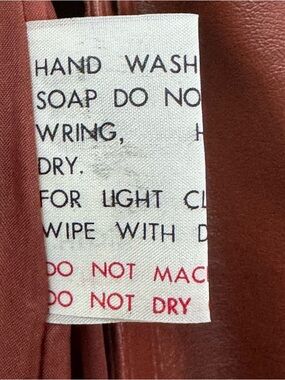 HAND WASH
SOAP DO NO
WRING, H
DRY.
FOR LIGHT CL
WIPE WITH D
DO NOT MAC
DO NOT DRY